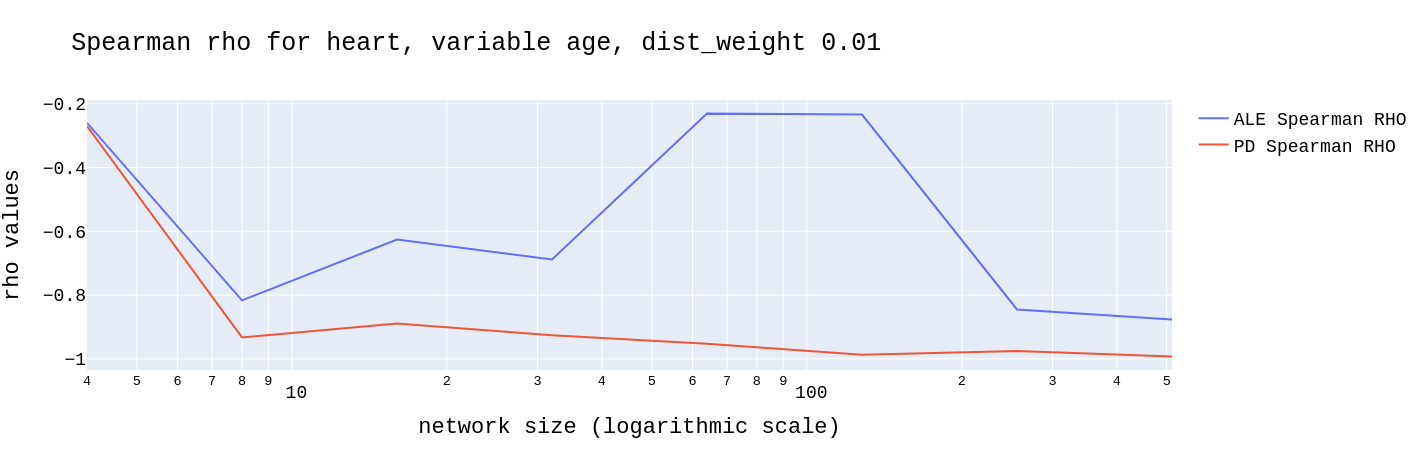 Spearman rho for heart, variable age, dist_weight 0.01
ALE Spearman RHO
PD Spearman RHO
rho values
−0.2
−0.4
−0.6
−0.8
−1
4 5 6 7 8 9 10 2 3 4 5 6 7 8 9 100 2 3 4 5
network size (logarithmic scale)